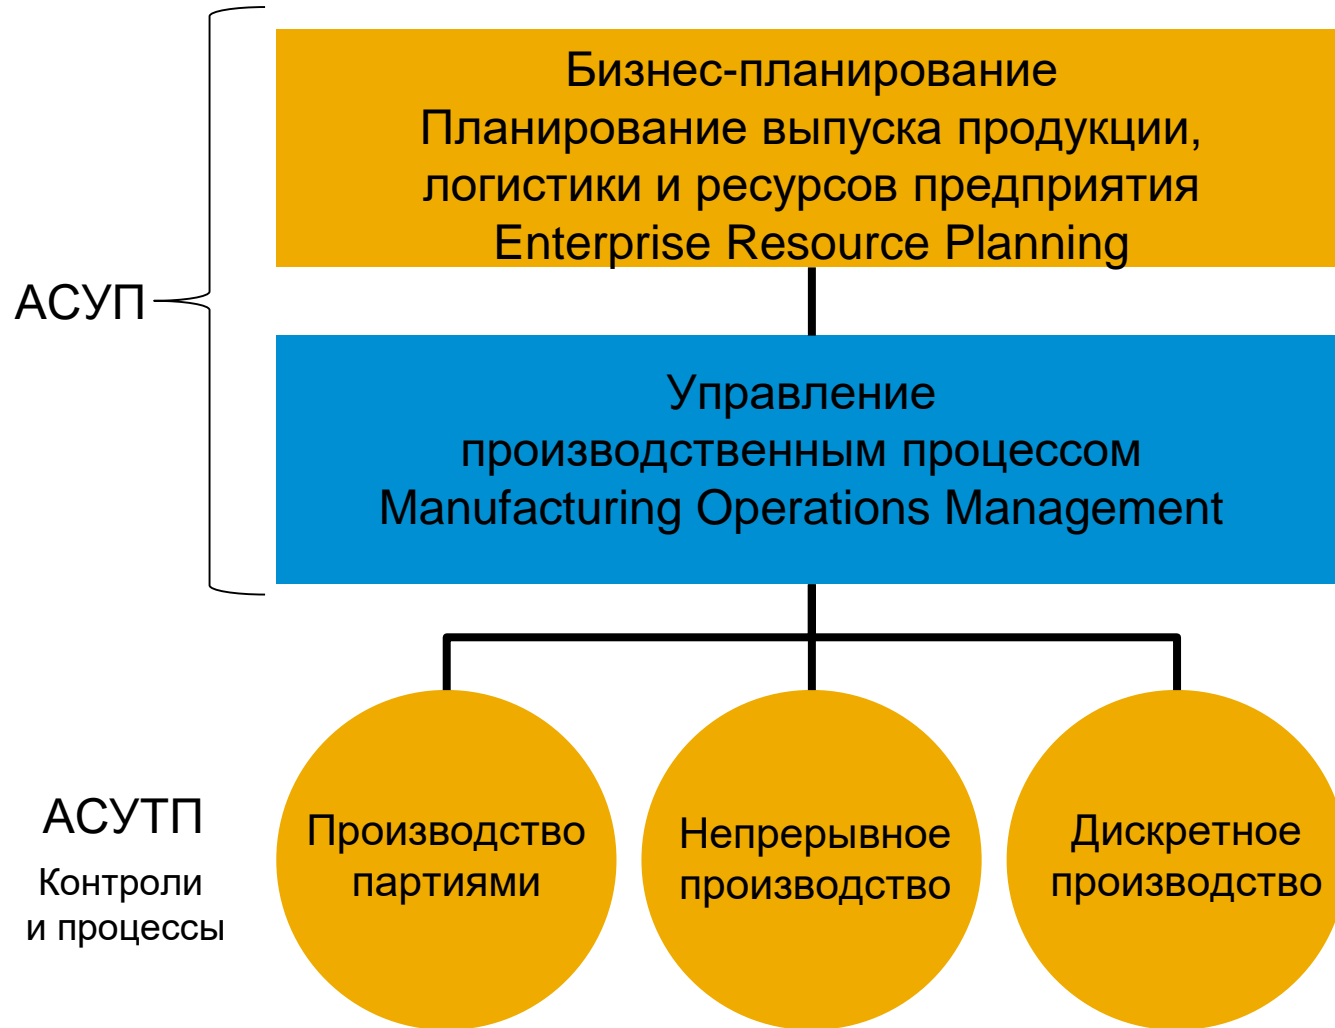 Бизнес-планирование
Планирование выпуска продукции,
логистики и ресурсов предприятия
Enterprise Resource Planning
АСУП
Управление
производственным процессом
Manufacturing Operations Management
АСУТП
Контроли
и процессы
Производство
партиями
Непрерывное
производство
Дискретное
производство